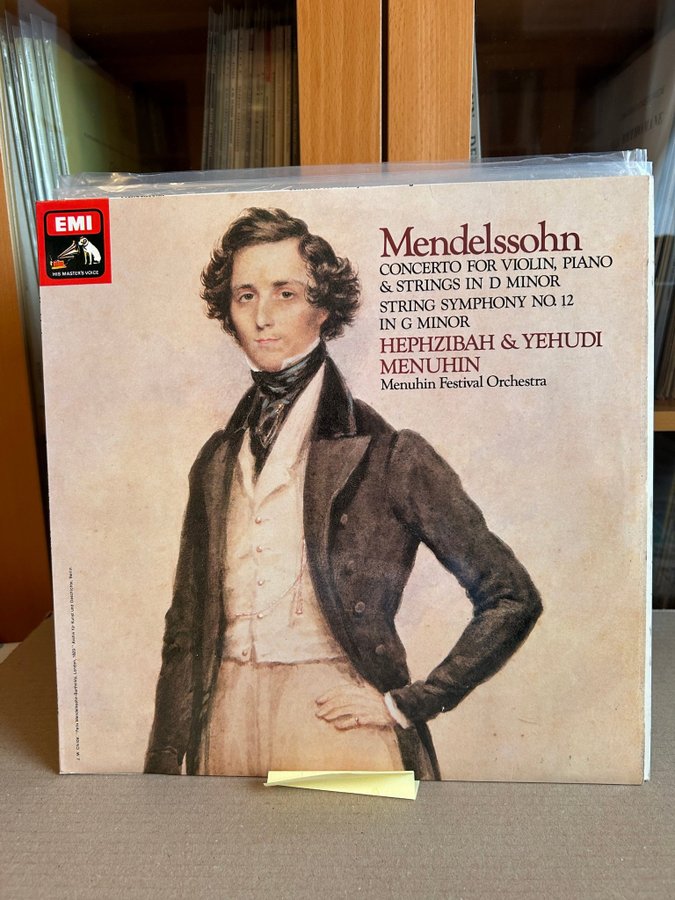 EMI
HIS MASTER'S VOICE
Mendelssohn
CONCERTO FOR VIOLIN, PIANO
& STRINGS IN D MINOR
STRING SYMPHONY NO. 12
IN G MINOR
HEPHZIBAH & YEHUDI
MENUHIN
Menuhin Festival Orchestra